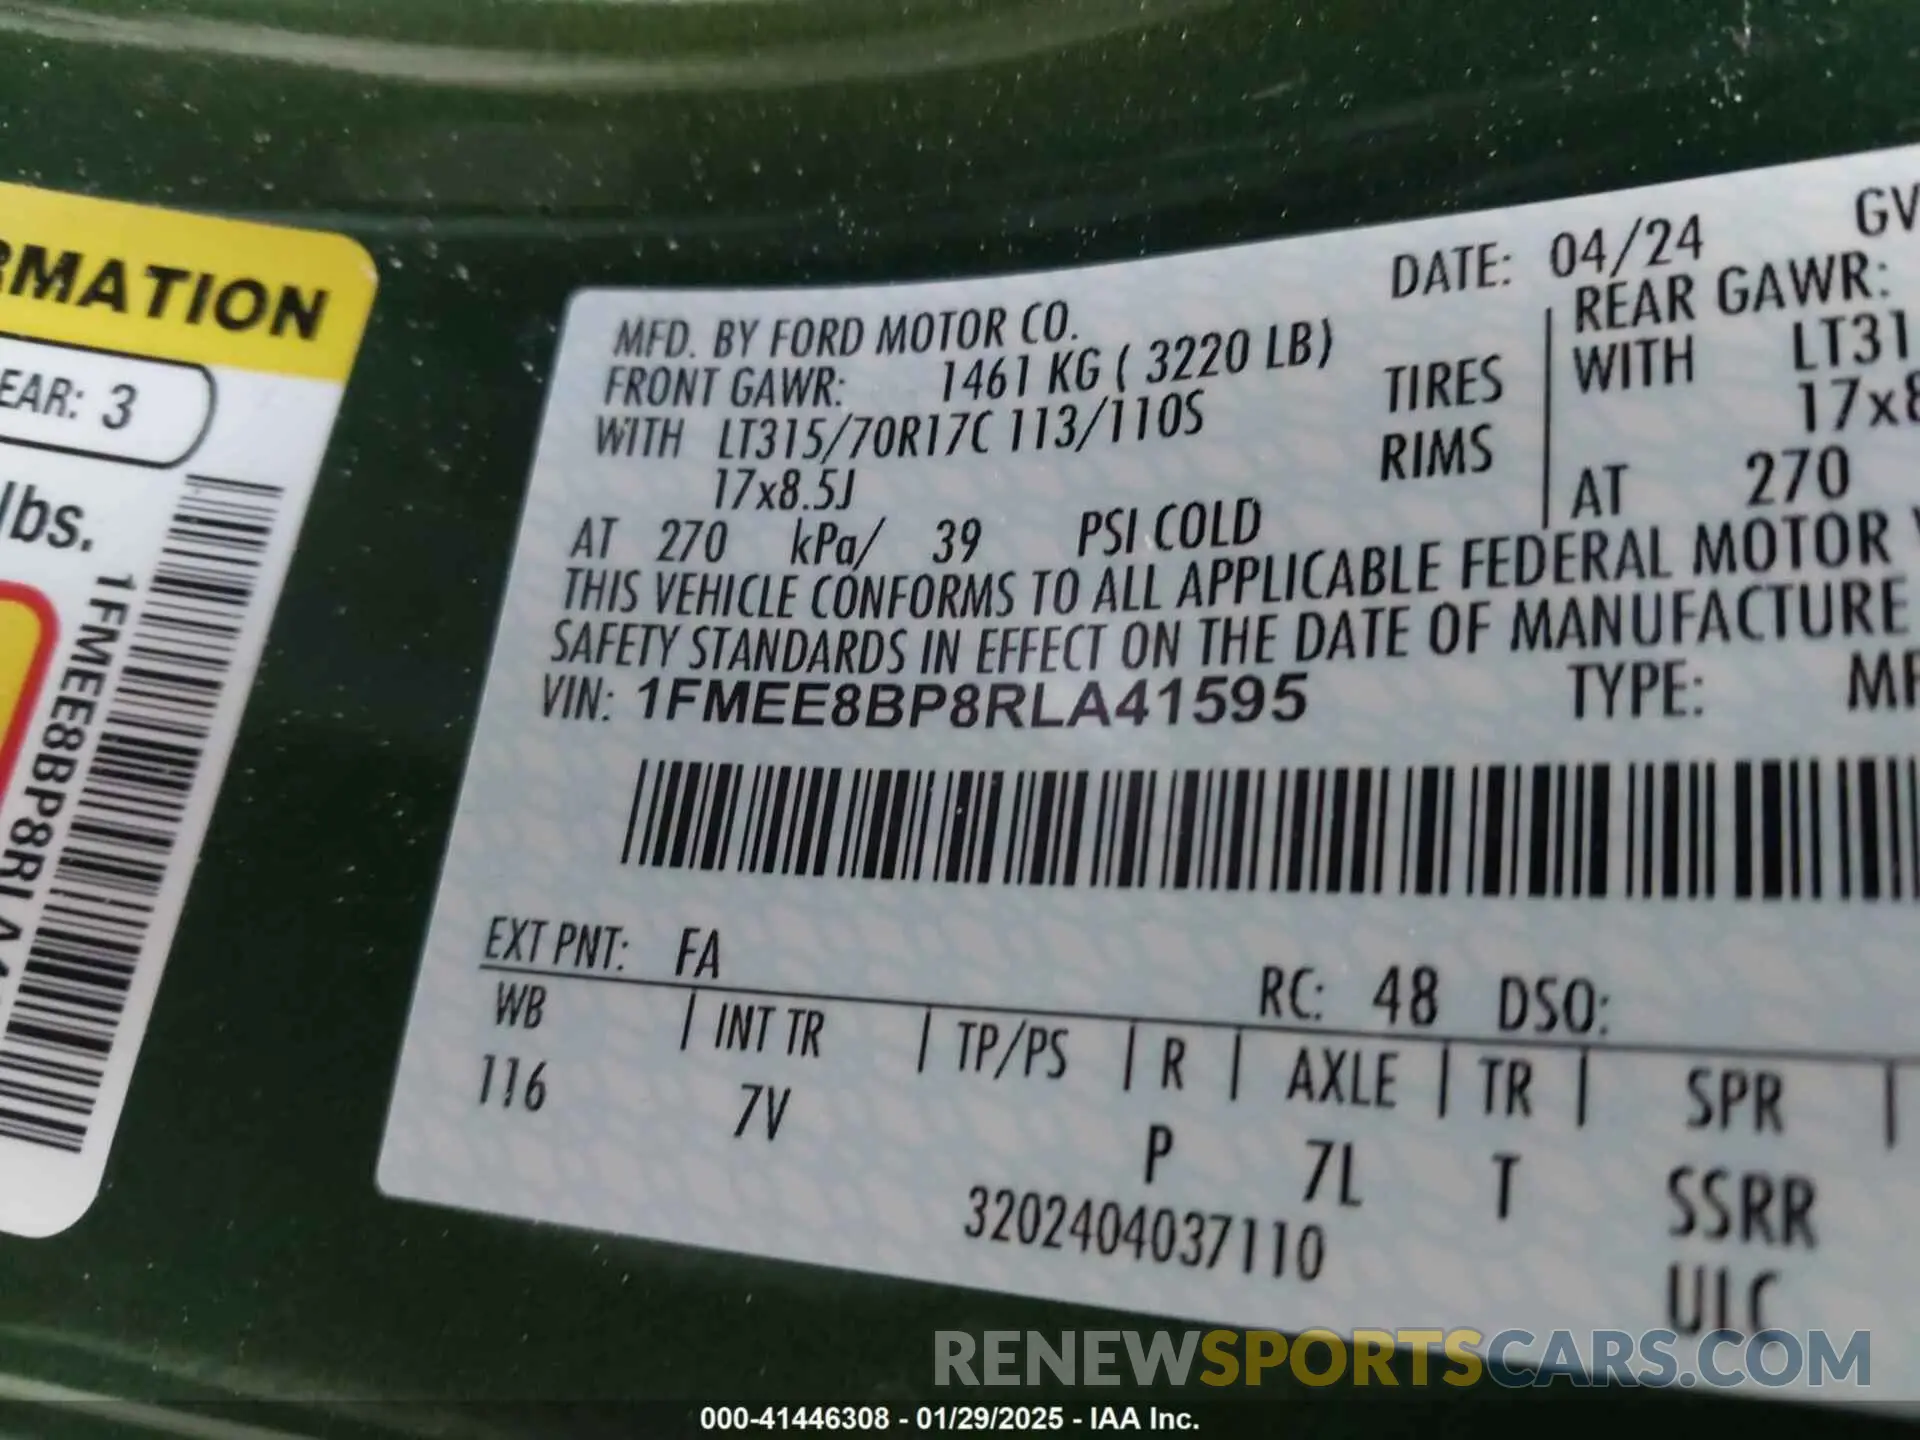 RMATION
EAR: 3
lbs.
1FMEE8BP8RLA
MFD. BY FORD MOTOR CO.
DATE: 04/24
GV
FRONT GAWR: 1461 KG ( 3220 LB)
TIRES
REAR GAWR:
WITH LT315/70R17C 113/110S
RIMS
WITH LT31
17x8.5J
17x8
AT 270 kPa/ 39 PSI COLD
AT 270
THIS VEHICLE CONFORMS TO ALL APPLICABLE FEDERAL MOTOR V
SAFETY STANDARDS IN EFFECT ON THE DATE OF MANUFACTURE
VIN: 1FMEE8BP8RLA41595
TYPE: MP
EXT PNT: FA
RC: 48 DSO:
WB | INT TR | TP/PS | R | AXLE | TR | SPR |
116 7V P 7L T SSRR
3202404037110
ULC
RENEWSPORTSCARS.COM
000-41446308 - 01/29/2025 - IAA Inc.